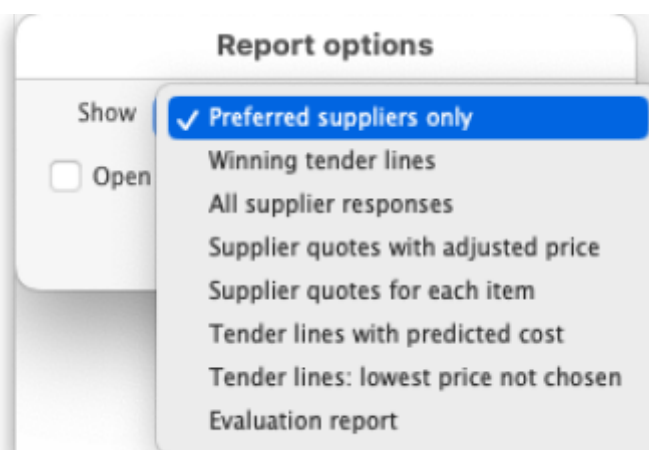 Report options
Show
✓ Preferred suppliers only
Winning tender lines
Open
All supplier responses
Supplier quotes with adjusted price
Supplier quotes for each item
Tender lines with predicted cost
Tender lines: lowest price not chosen
Evaluation report